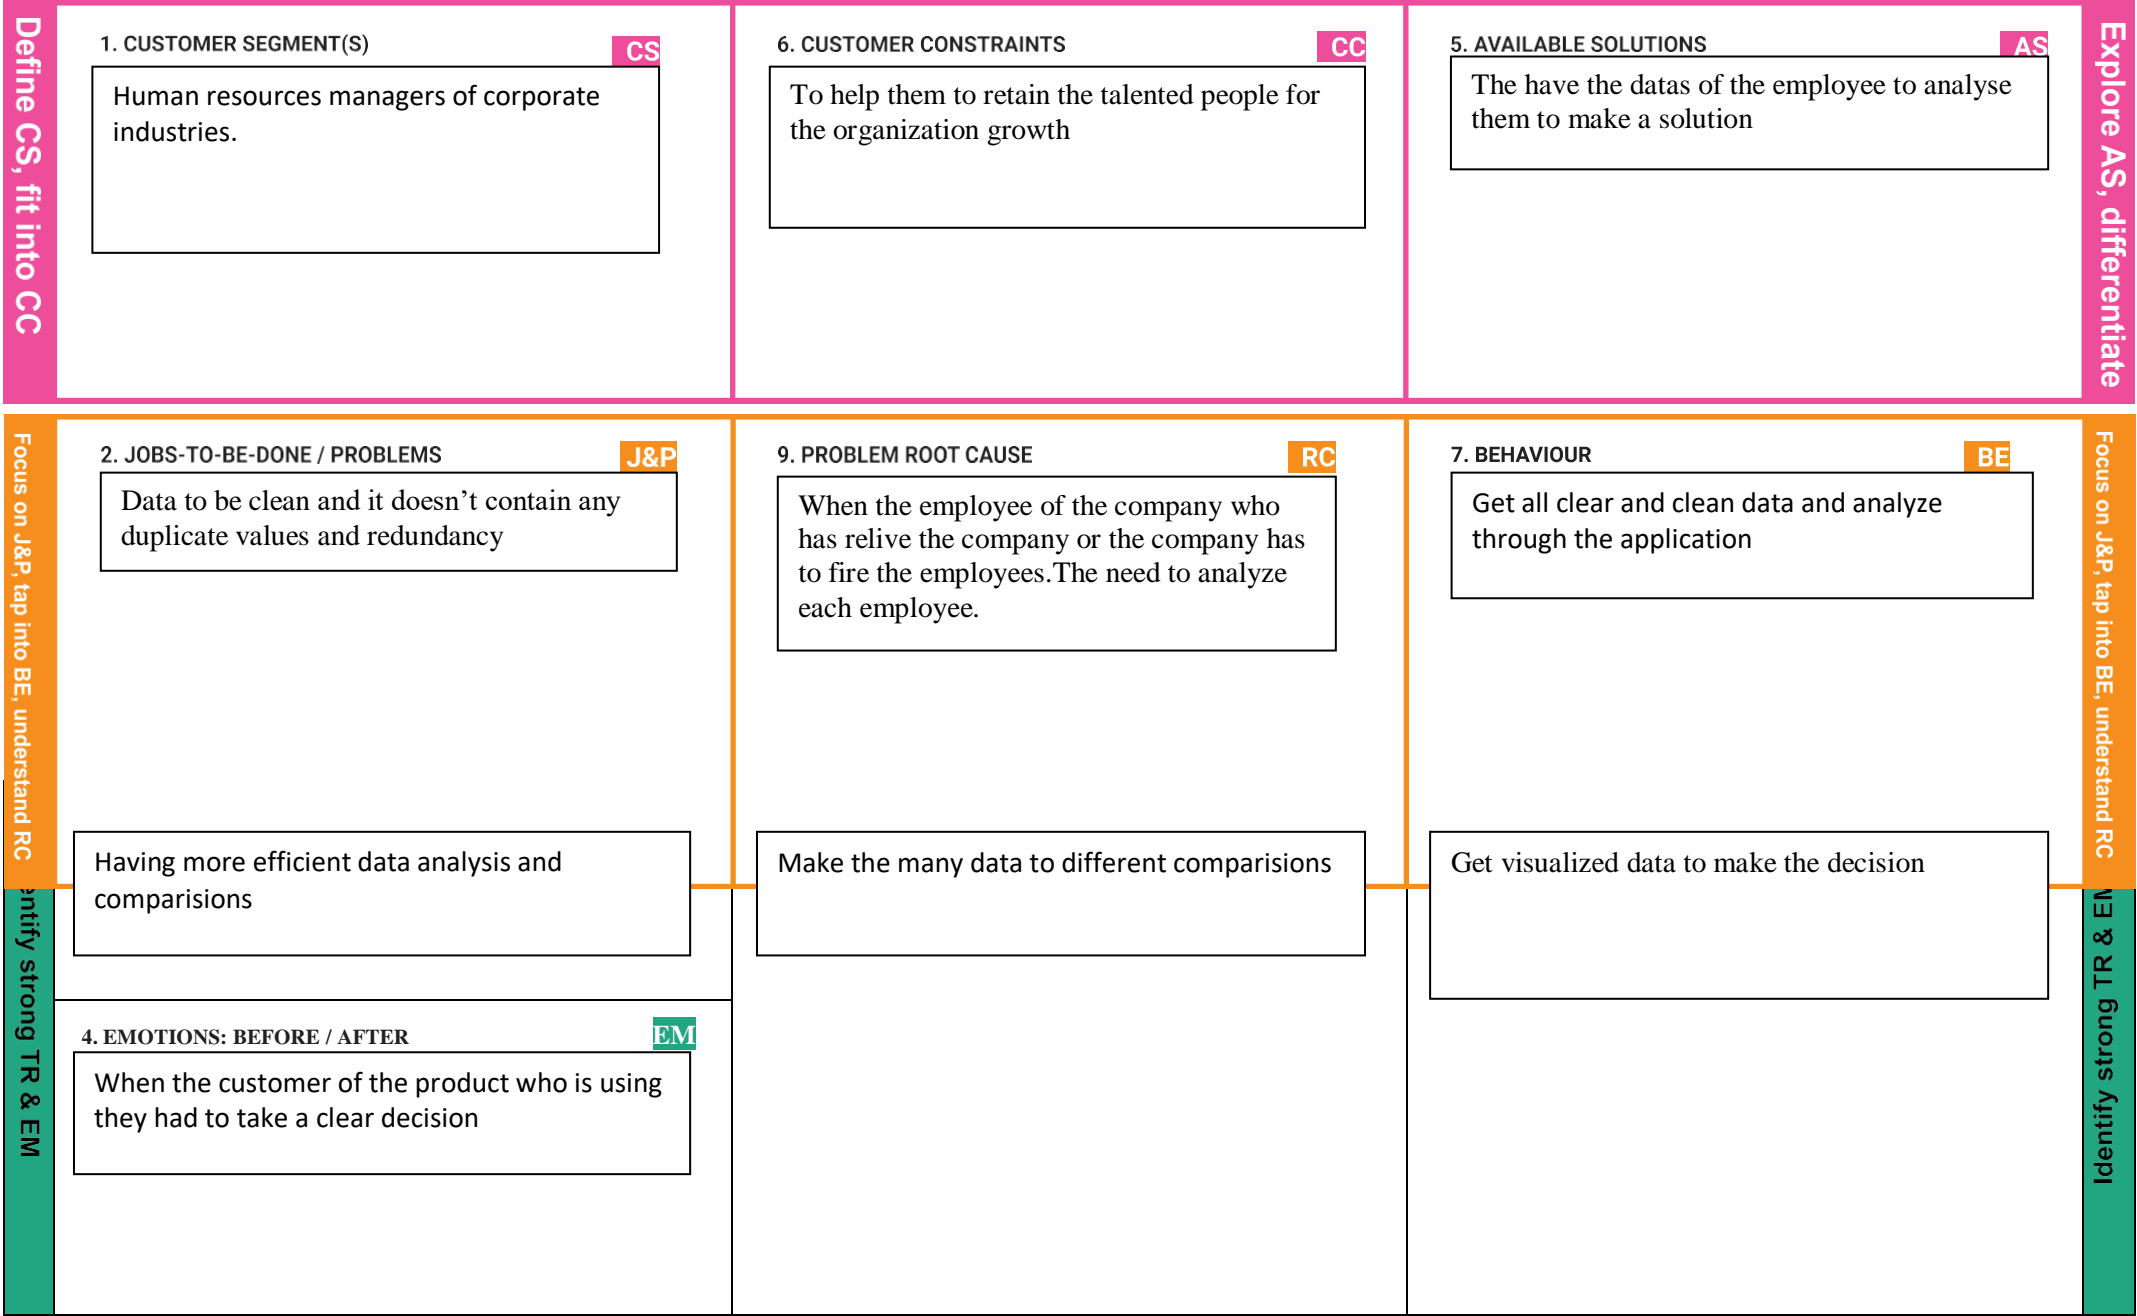 Define CS, fit into CC
1. CUSTOMER SEGMENT(S)
CS
Human resources managers of corporate
industries.
6. CUSTOMER CONSTRAINTS
CC
To help them to retain the talented people for
the organization growth
5. AVAILABLE SOLUTIONS
AS
The have the datas of the employee to analyse
them to make a solution
Explore AS, differentiate
Focus on J&P, tap into BE, understand RC
2. JOBS-TO-BE-DONE / PROBLEMS
J&P
Data to be clean and it doesn’t contain any
duplicate values and redundancy
9. PROBLEM ROOT CAUSE
RC
When the employee of the company who
has relive the company or the company has
to fire the employees.The need to analyze
each employee.
7. BEHAVIOUR
BE
Get all clear and clean data and analyze
through the application
Focus on J&P, tap into BE, understand RC
Having more efficient data analysis and
comparisions
Make the many data to different comparisions
Get visualized data to make the decision
entify strong TR & EM
4. EMOTIONS: BEFORE / AFTER
EM
When the customer of the product who is using
they had to take a clear decision
Identify strong TR & EM